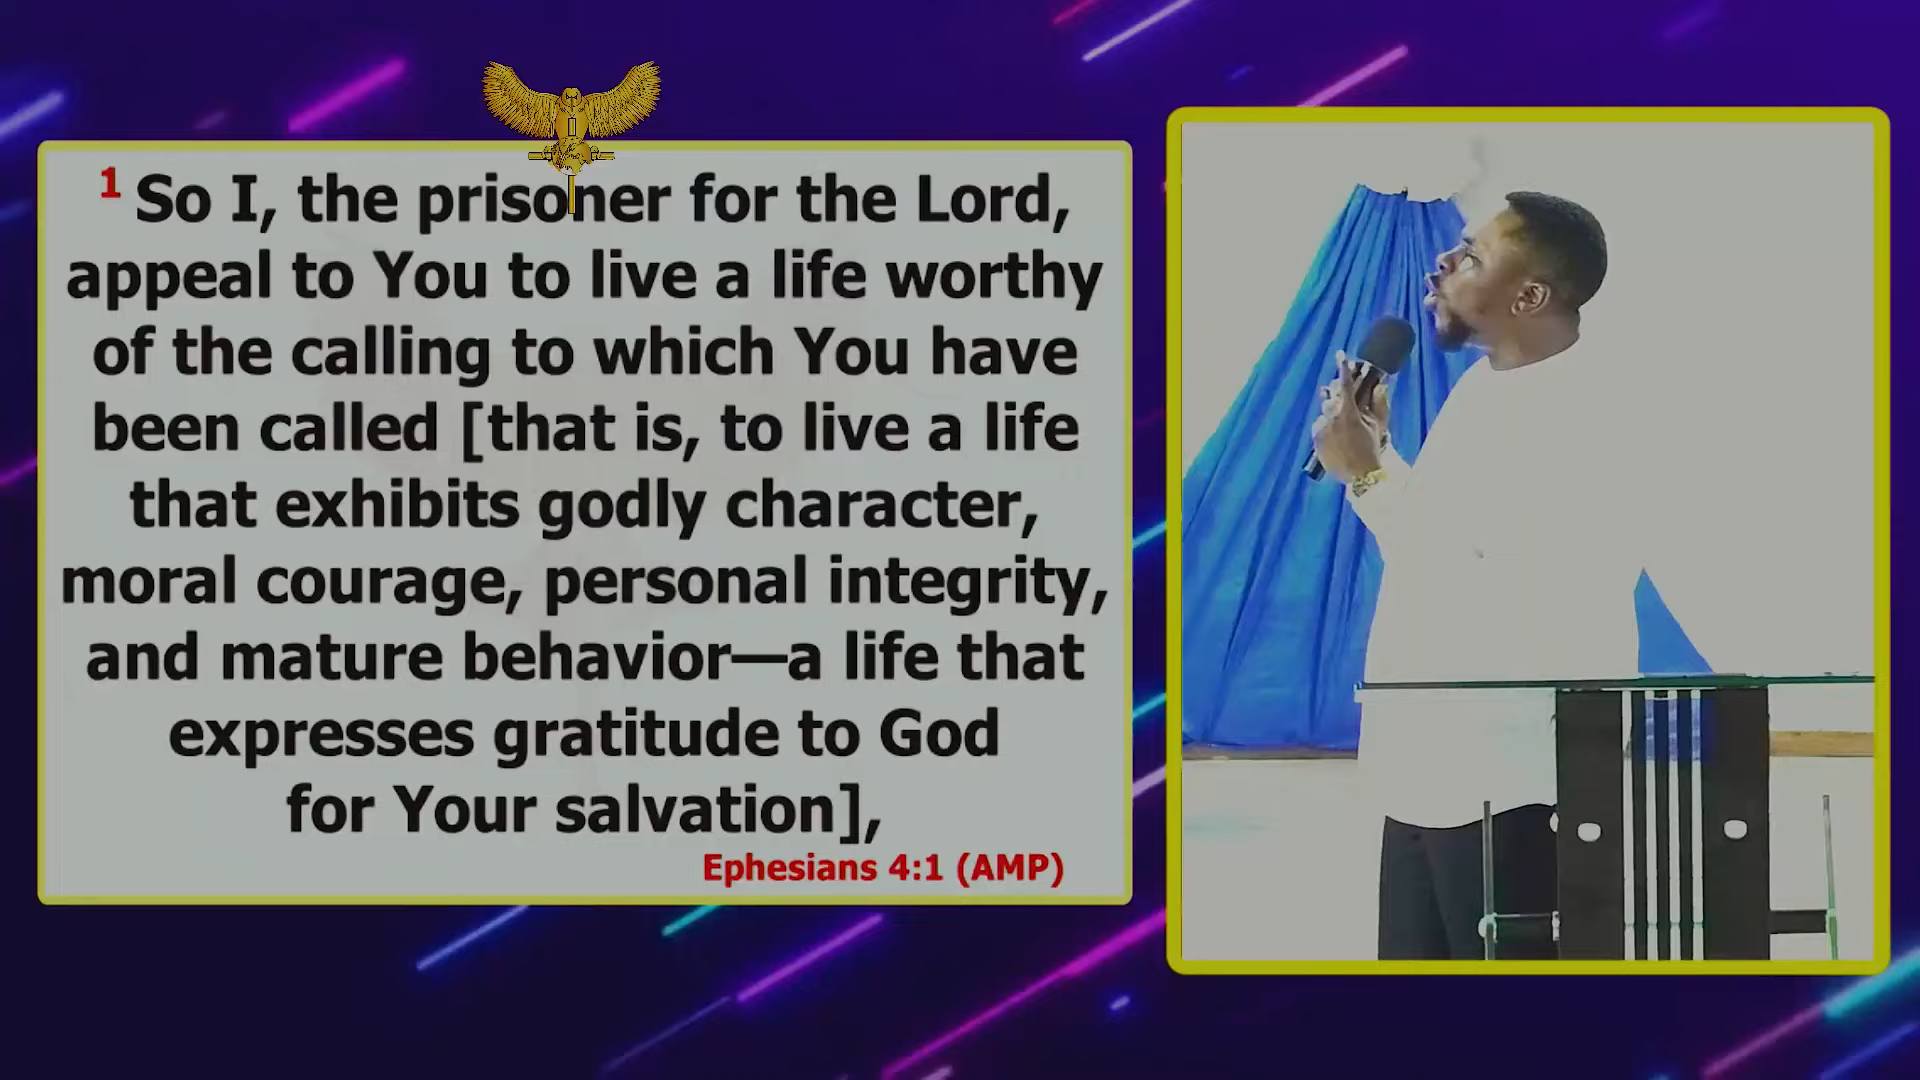 1 So I, the prisoner for the Lord,
appeal to You to live a life worthy
of the calling to which You have
been called [that is, to live a life
that exhibits godly character,
moral courage, personal integrity,
and mature behavior—a life that
expresses gratitude to God
for Your salvation],
Ephesians 4:1 (AMP)